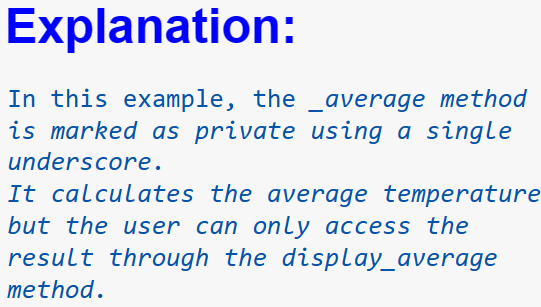 Explanation:
In this example, the _average method
is marked as private using a single
underscore.
It calculates the average temperature
but the user can only access the
result through the display_average
method.